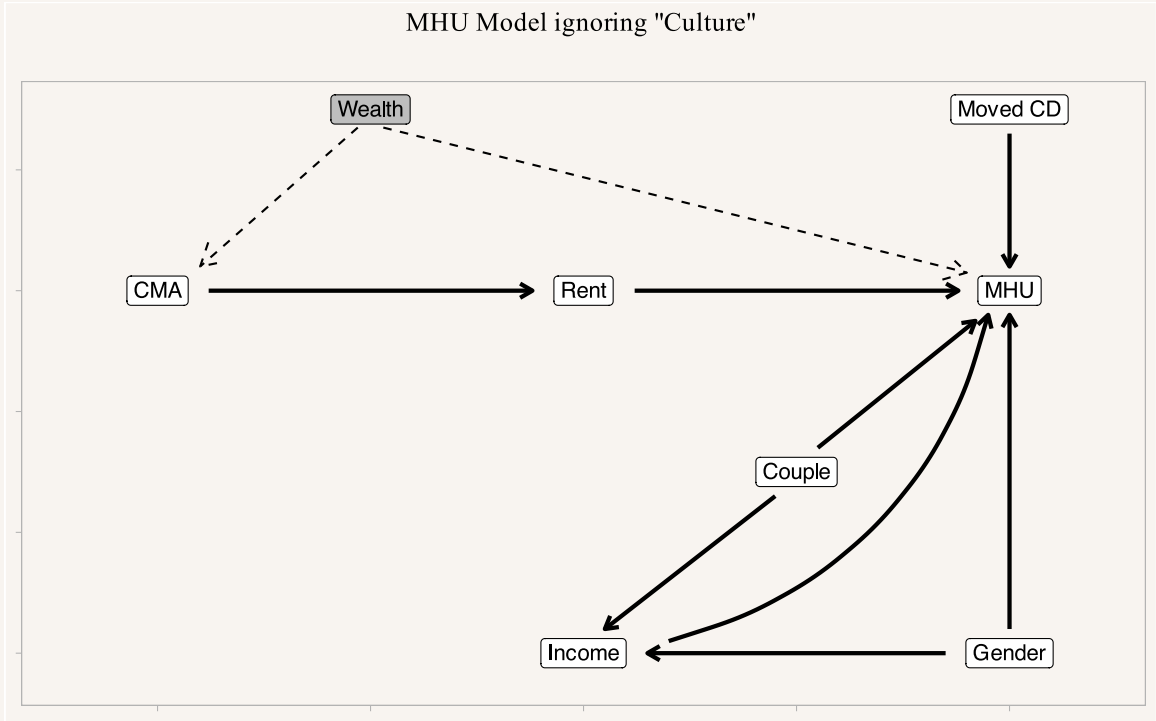 MHU Model ignoring "Culture"
Wealth
Moved CD
CMA
Rent
MHU
Couple
Income
Gender